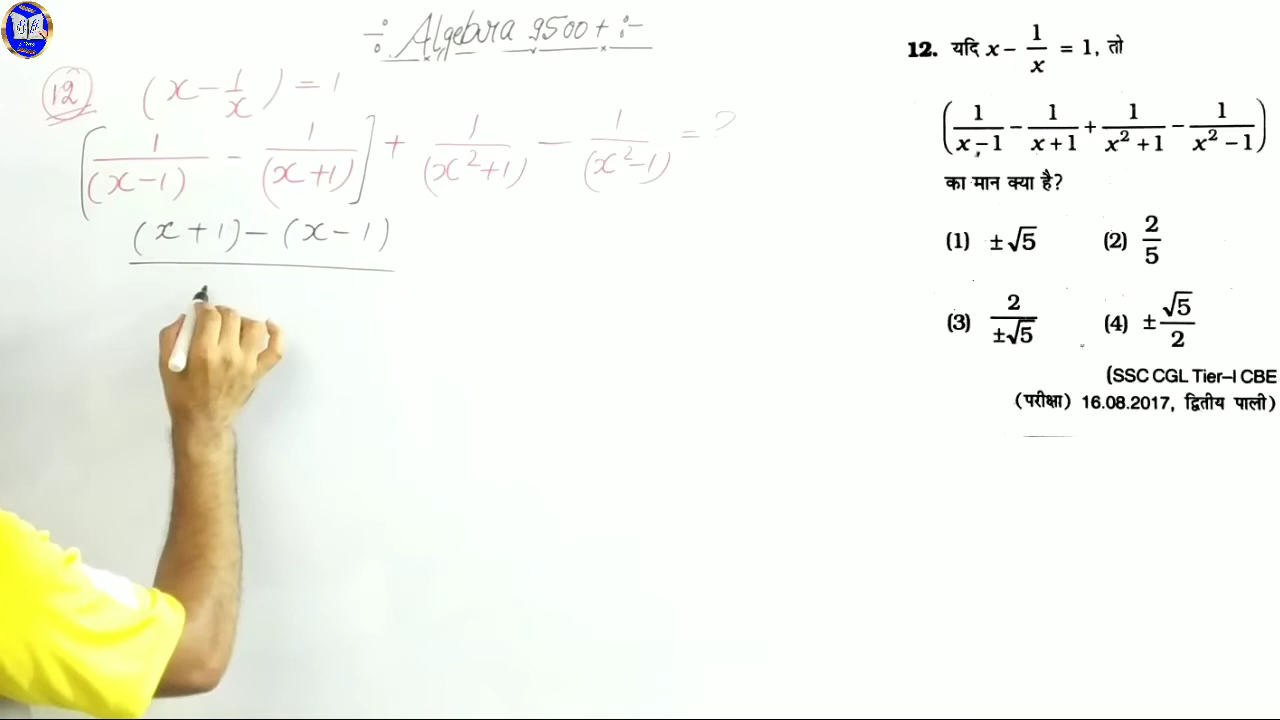 ÷ Algebra 9500+ :-
(12) (x - 1/x) = 1
[1/(x-1) - 1/(x+1)] + 1/(x²+1) - 1/(x²-1) = ?
(x+1) - (x-1)
12. यदि x - 1/x = 1, तो
(1/(x-1) - 1/(x+1) + 1/(x²+1) - 1/(x²-1))
का मान क्या है?
(1) ±√5 (2) 2/5
(3) 2/±√5 (4) ±√5/2
(SSC CGL Tier-I CBE
(परीक्षा) 16.08.2017, द्वितीय पाली)